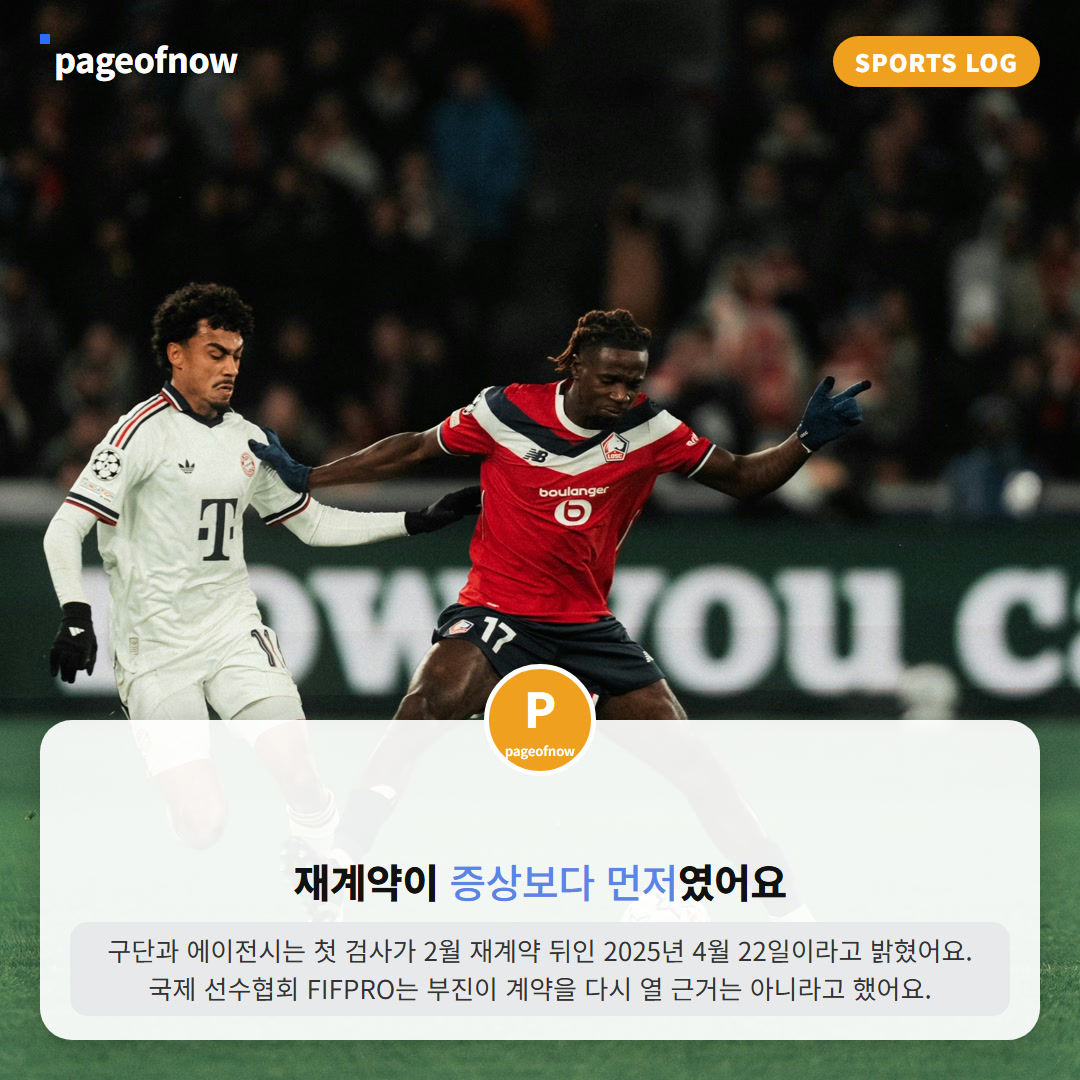 pageofnow
SPORTS LOG
T
boulanger
b
LOSC
17
now you ca
P
pageofnow
재계약이 증상보다 먼저였어요
구단과 에이전시는 첫 검사가 2월 재계약 뒤인 2025년 4월 22일이라고 밝혔어요.
국제 선수협회 FIFPRO는 부진이 계약을 다시 열 근거는 아니라고 했어요.